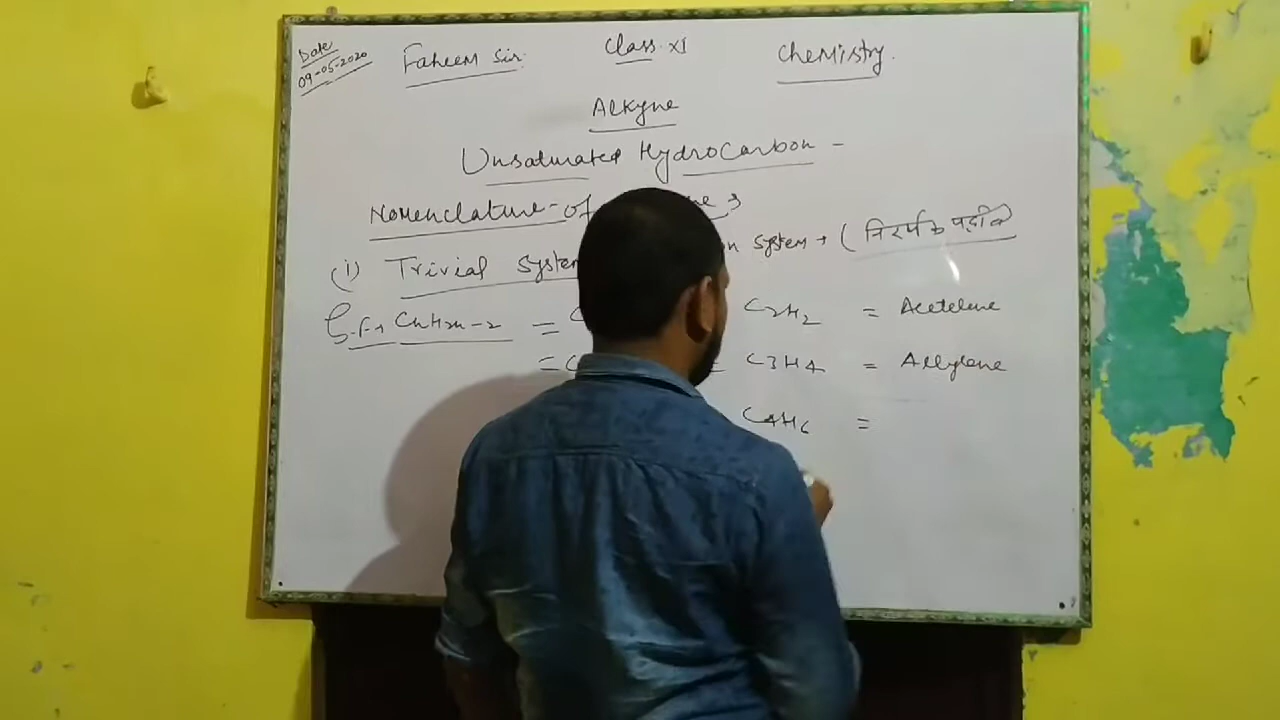 Date
09-05-2020
Faheem Sir:
Class XI
Chemistry.
Alkyne
Unsaturated Hydrocarbon -
Nomenclature - of
(i) Trivial System System → (
G.F → CnH2n-2 = C C2H2 = Acetelene
= C = C3H4 = Allylene
C4H6 =